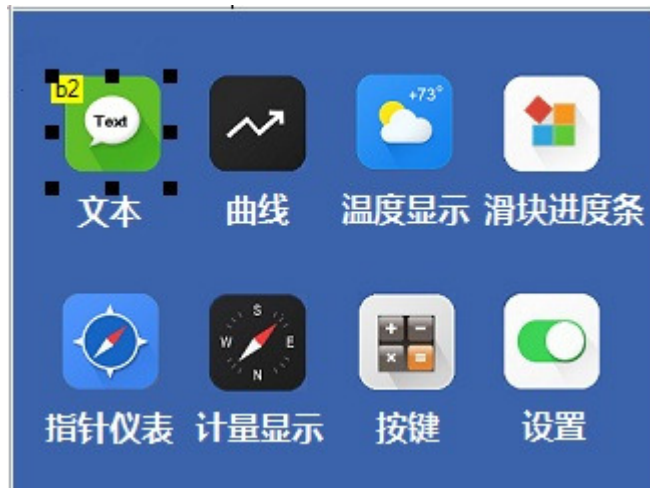 b2
Text
+73°
文本 曲线 温度显示 滑块进度条
S
W E
N
+ −
× =
指针仪表 计量显示 按键 设置